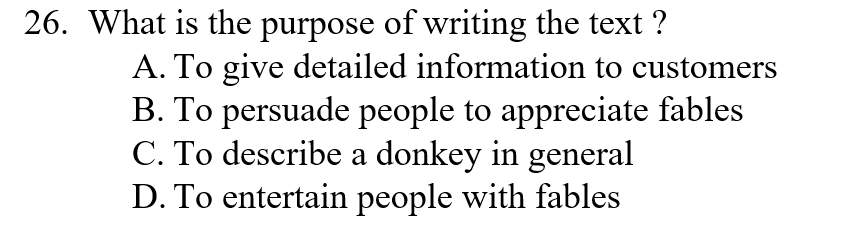 26. What is the purpose of writing the text ?
A. To give detailed information to customers
B. To persuade people to appreciate fables
C. To describe a donkey in general
D. To entertain people with fables